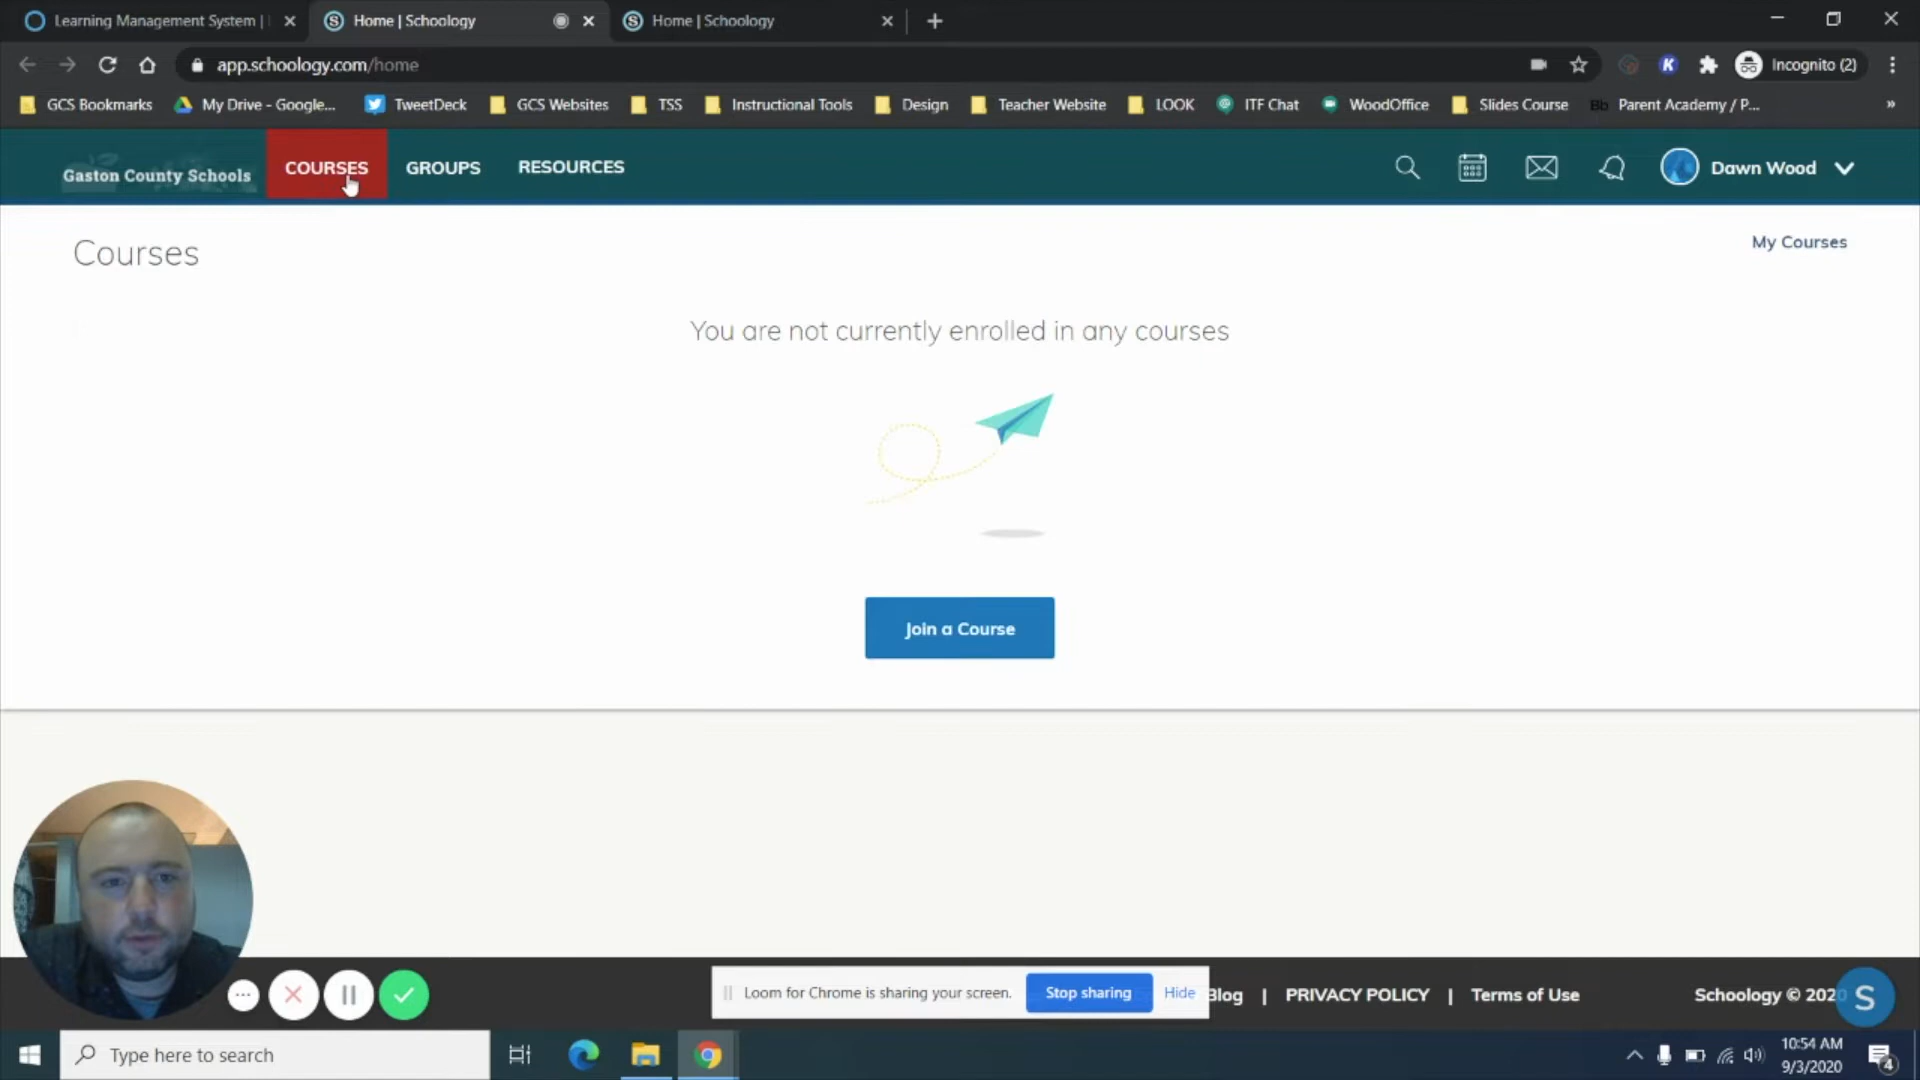 Learning Management System |
Home | Schoology
Home | Schoology
app.schoology.com/home
Incognito (2)
GCS Bookmarks
My Drive - Google...
TweetDeck
GCS Websites
TSS
Instructional Tools
Design
Teacher Website
LOOK
ITF Chat
WoodOffice
Slides Course
Bb Parent Academy / P...
»
Gaston County Schools
COURSES
GROUPS
RESOURCES
Dawn Wood
Courses
My Courses
You are not currently enrolled in any courses
Join a Course
Loom for Chrome is sharing your screen.
Stop sharing
Hide
Blog | PRIVACY POLICY | Terms of Use
Schoology © 2020
S
Type here to search
10:54 AM
9/3/2020
4